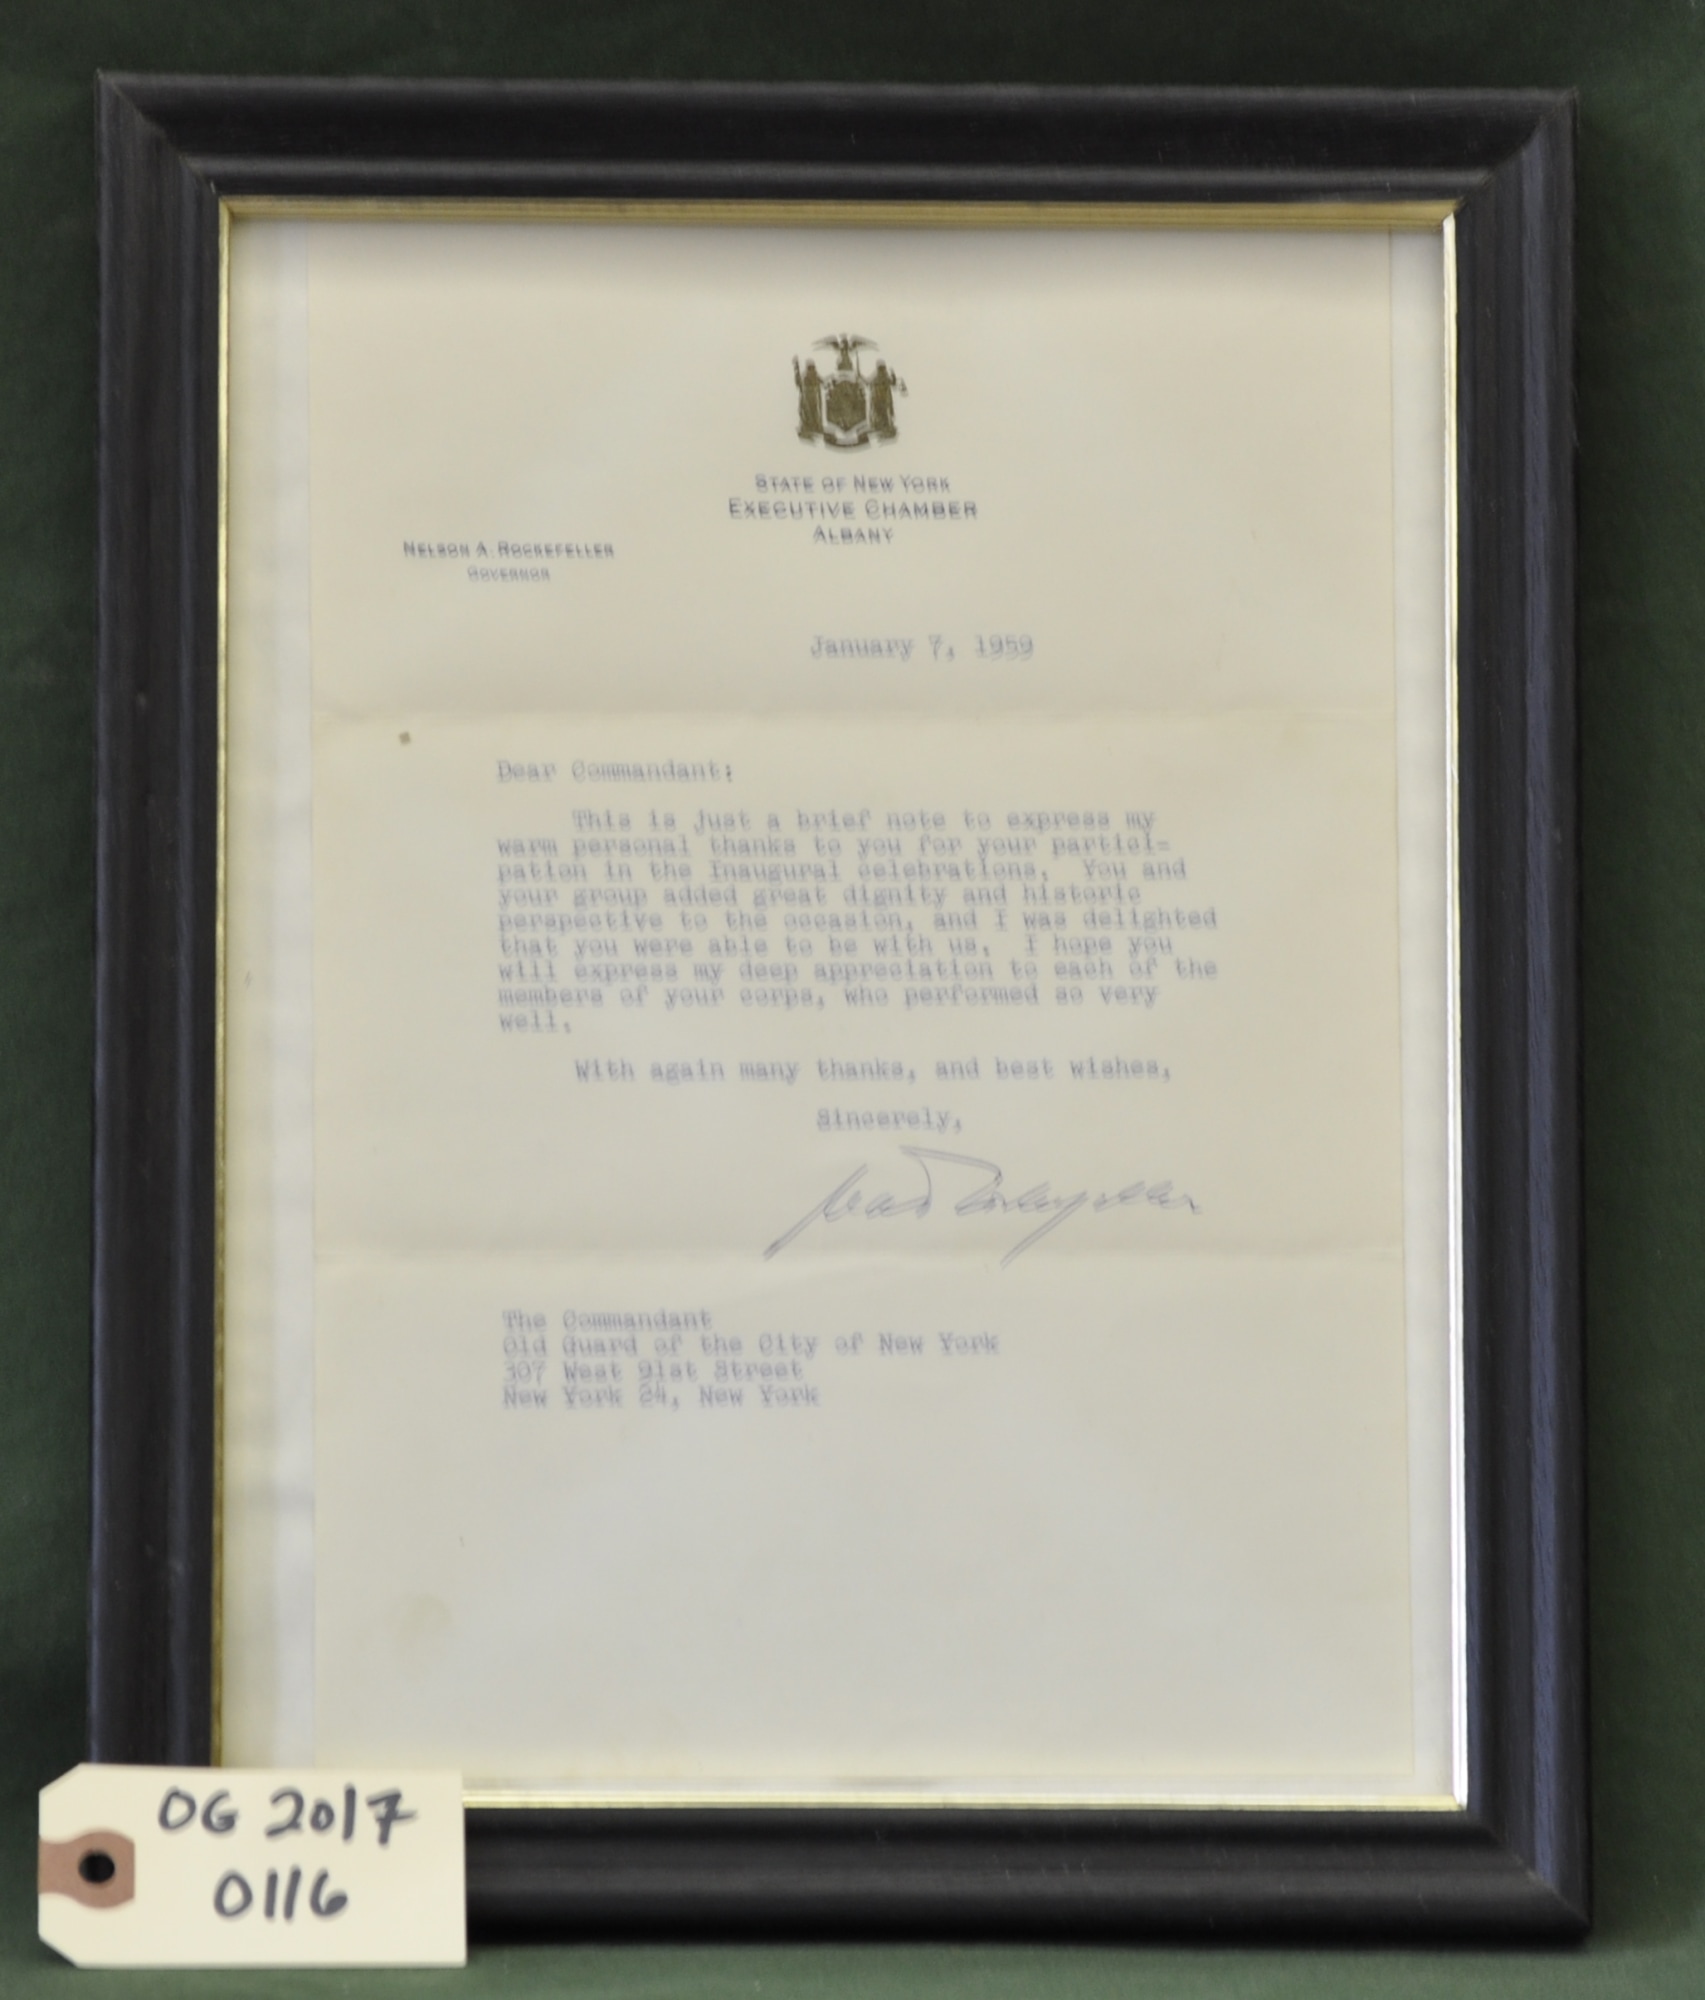 STATE OF NEW YORK
EXECUTIVE CHAMBER
ALBANY
NELSON A. ROCKEFELLER
GOVERNOR
January 7, 1959
Dear Commandant:
This is just a brief note to express my
warm personal thanks to you for your partici-
pation in the Inaugural celebrations. You and
your group added great dignity and historic
perspective to the occasion, and I was delighted
that you were able to be with us. I hope you
will express my deep appreciation to each of the
members of your corps, who performed so very
well.
With again many thanks, and best wishes,
Sincerely,
The Commandant
Old Guard of the City of New York
307 West 91st Street
New York 24, New York
OG 2017
0116